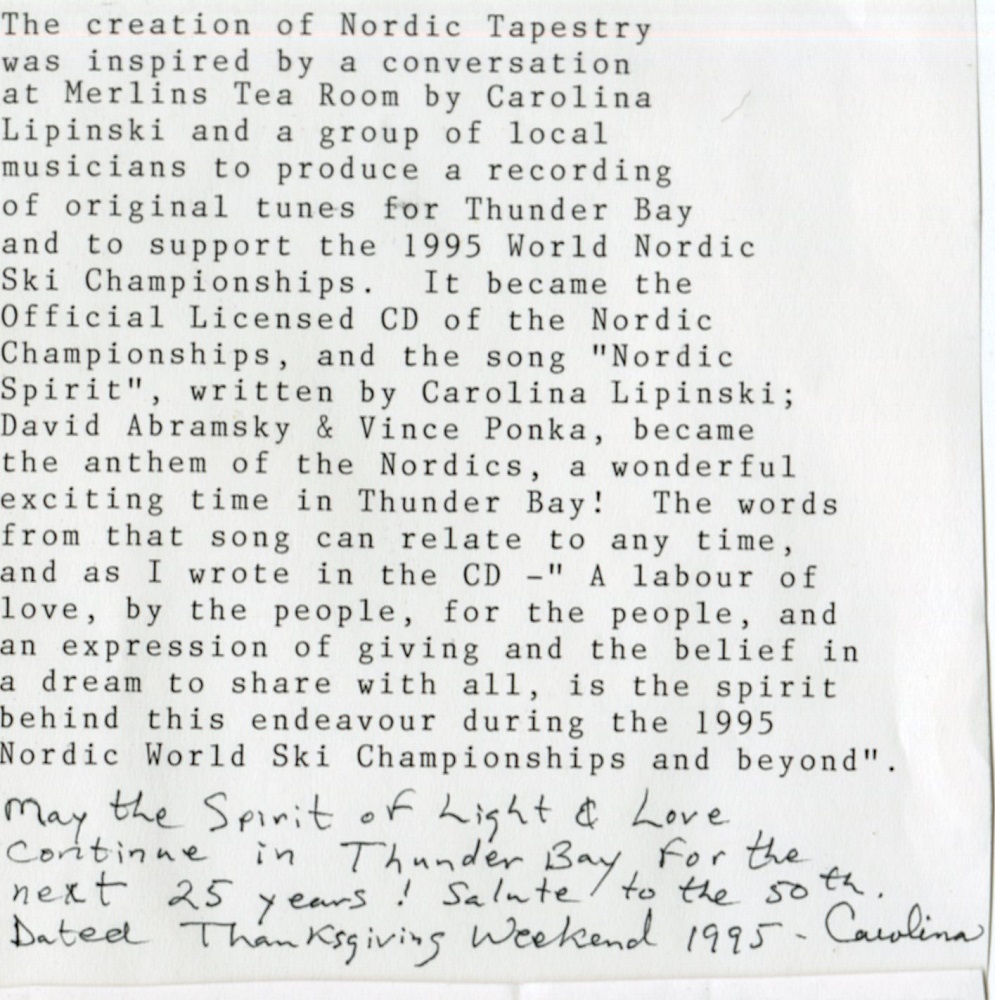 The creation of Nordic Tapestry
was inspired by a conversation
at Merlins Tea Room by Carolina
Lipinski and a group of local
musicians to produce a recording
of original tunes for Thunder Bay
and to support the 1995 World Nordic
Ski Championships.  It became the
Official Licensed CD of the Nordic
Championships, and the song "Nordic
Spirit", written by Carolina Lipinski;
David Abramsky & Vince Ponka, became
the anthem of the Nordics, a wonderful
exciting time in Thunder Bay!  The words
from that song can relate to any time,
and as I wrote in the CD -" A labour of
love, by the people, for the people, and
an expression of giving and the belief in
a dream to share with all, is the spirit
behind this endeavour during the 1995
Nordic World Ski Championships and beyond".
May the Spirit of Light & Love
Continue in Thunder Bay For the
next 25 years! Salute to the 50th.
Dated Thanksgiving Weekend 1995 - Carolina